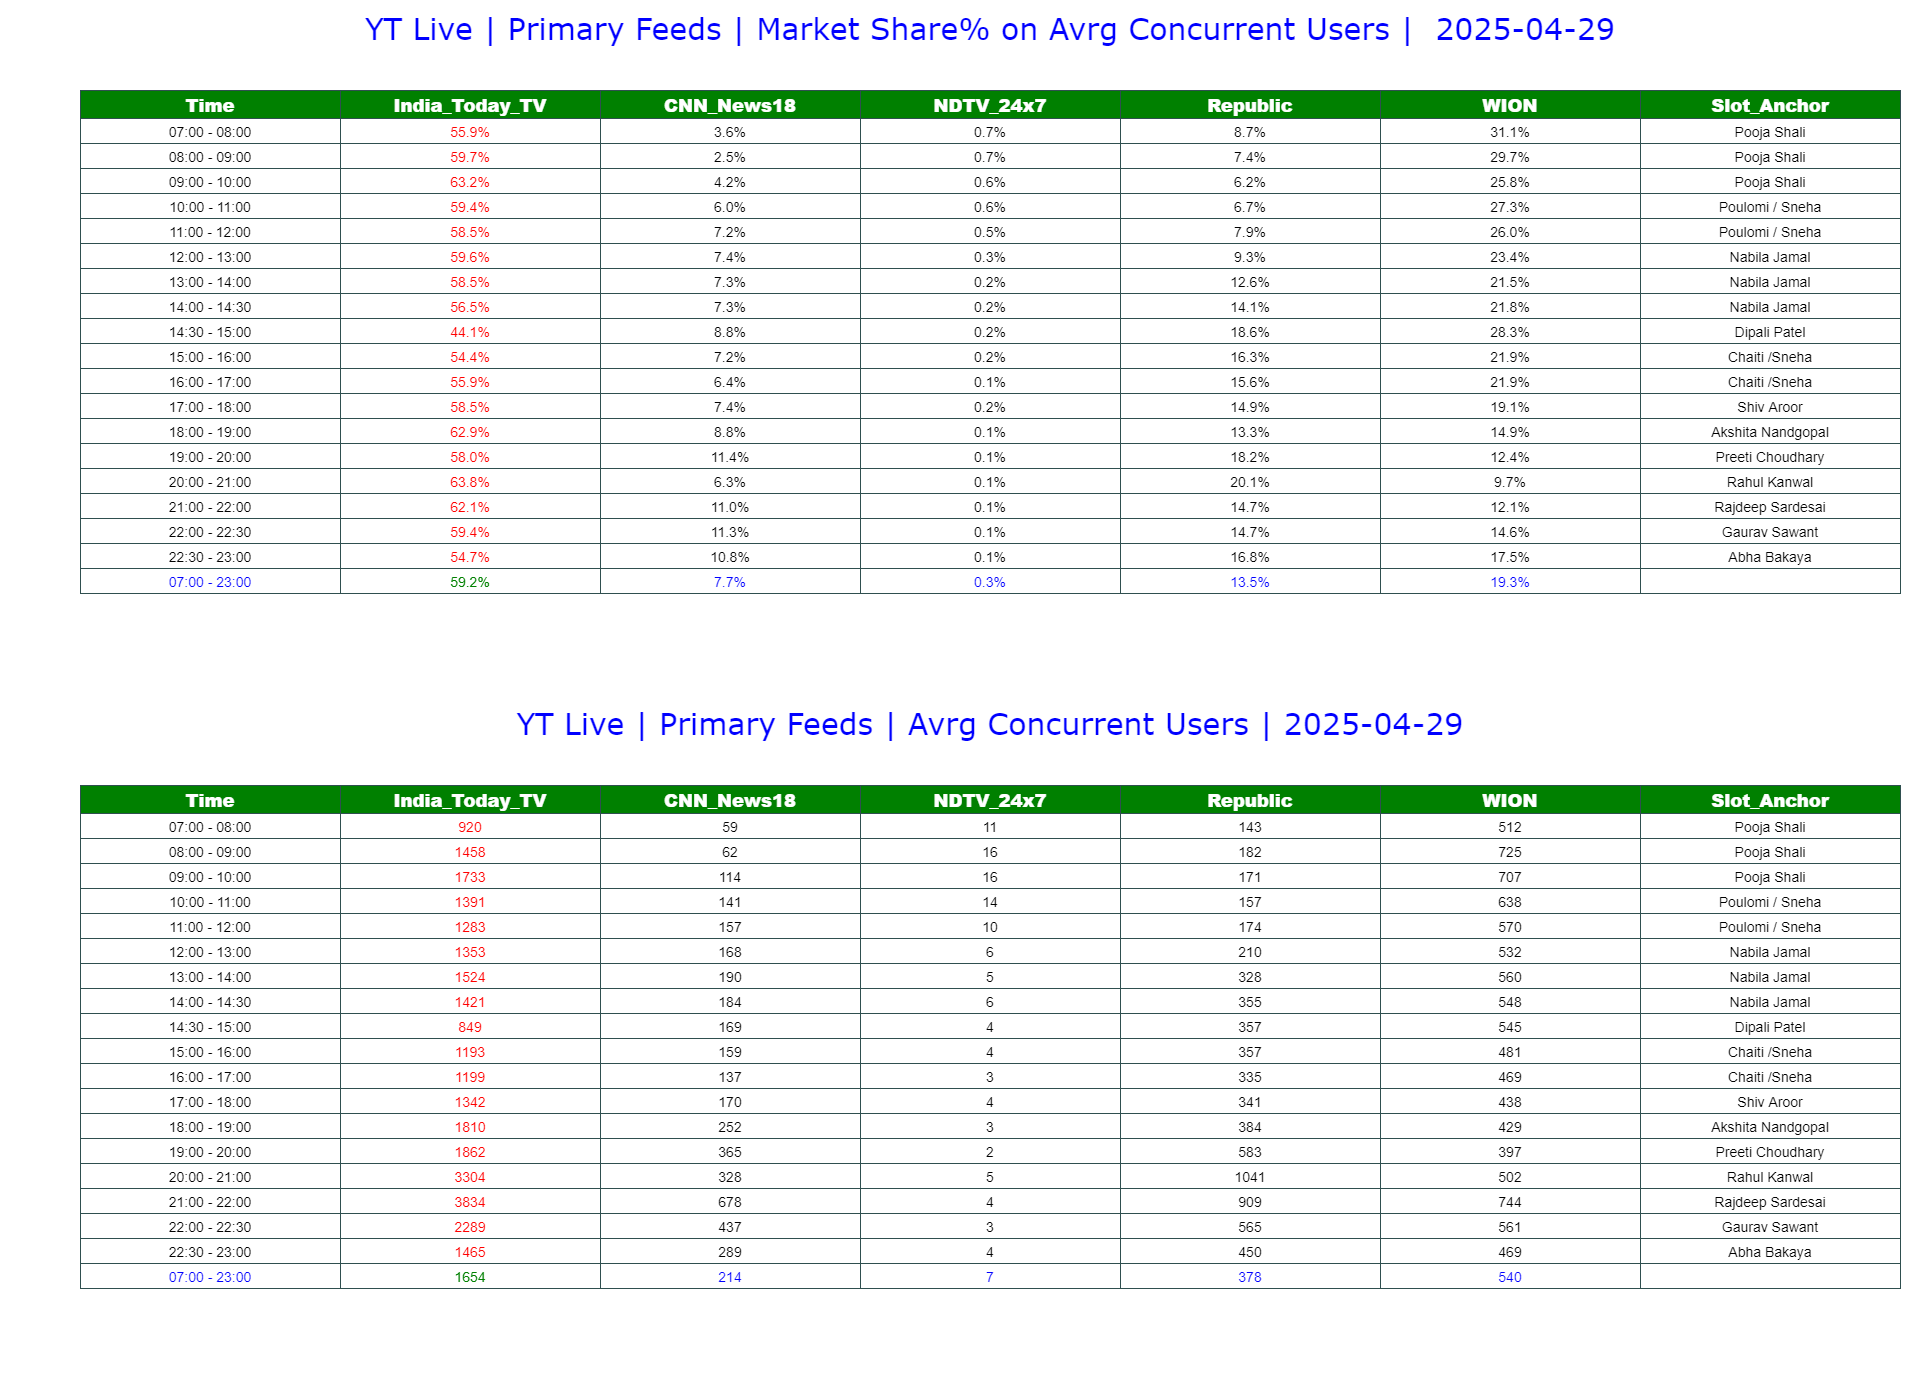 YT Live | Primary Feeds | Market Share% on Avrg Concurrent Users | 2025-04-29
Time India_Today_TV CNN_News18 NDTV_24x7 Republic WION Slot_Anchor
07:00 - 08:00 55.9% 3.6% 0.7% 8.7% 31.1% Pooja Shali
08:00 - 09:00 59.7% 2.5% 0.7% 7.4% 29.7% Pooja Shali
09:00 - 10:00 63.2% 4.2% 0.6% 6.2% 25.8% Pooja Shali
10:00 - 11:00 59.4% 6.0% 0.6% 6.7% 27.3% Poulomi / Sneha
11:00 - 12:00 58.5% 7.2% 0.5% 7.9% 26.0% Poulomi / Sneha
12:00 - 13:00 59.6% 7.4% 0.3% 9.3% 23.4% Nabila Jamal
13:00 - 14:00 58.5% 7.3% 0.2% 12.6% 21.5% Nabila Jamal
14:00 - 14:30 56.5% 7.3% 0.2% 14.1% 21.8% Nabila Jamal
14:30 - 15:00 44.1% 8.8% 0.2% 18.6% 28.3% Dipali Patel
15:00 - 16:00 54.4% 7.2% 0.2% 16.3% 21.9% Chaiti /Sneha
16:00 - 17:00 55.9% 6.4% 0.1% 15.6% 21.9% Chaiti /Sneha
17:00 - 18:00 58.5% 7.4% 0.2% 14.9% 19.1% Shiv Aroor
18:00 - 19:00 62.9% 8.8% 0.1% 13.3% 14.9% Akshita Nandgopal
19:00 - 20:00 58.0% 11.4% 0.1% 18.2% 12.4% Preeti Choudhary
20:00 - 21:00 63.8% 6.3% 0.1% 20.1% 9.7% Rahul Kanwal
21:00 - 22:00 62.1% 11.0% 0.1% 14.7% 12.1% Rajdeep Sardesai
22:00 - 22:30 59.4% 11.3% 0.1% 14.7% 14.6% Gaurav Sawant
22:30 - 23:00 54.7% 10.8% 0.1% 16.8% 17.5% Abha Bakaya
07:00 - 23:00 59.2% 7.7% 0.3% 13.5% 19.3%
YT Live | Primary Feeds | Avrg Concurrent Users | 2025-04-29
Time India_Today_TV CNN_News18 NDTV_24x7 Republic WION Slot_Anchor
07:00 - 08:00 920 59 11 143 512 Pooja Shali
08:00 - 09:00 1458 62 16 182 725 Pooja Shali
09:00 - 10:00 1733 114 16 171 707 Pooja Shali
10:00 - 11:00 1391 141 14 157 638 Poulomi / Sneha
11:00 - 12:00 1283 157 10 174 570 Poulomi / Sneha
12:00 - 13:00 1353 168 6 210 532 Nabila Jamal
13:00 - 14:00 1524 190 5 328 560 Nabila Jamal
14:00 - 14:30 1421 184 6 355 548 Nabila Jamal
14:30 - 15:00 849 169 4 357 545 Dipali Patel
15:00 - 16:00 1193 159 4 357 481 Chaiti /Sneha
16:00 - 17:00 1199 137 3 335 469 Chaiti /Sneha
17:00 - 18:00 1342 170 4 341 438 Shiv Aroor
18:00 - 19:00 1810 252 3 384 429 Akshita Nandgopal
19:00 - 20:00 1862 365 2 583 397 Preeti Choudhary
20:00 - 21:00 3304 328 5 1041 502 Rahul Kanwal
21:00 - 22:00 3834 678 4 909 744 Rajdeep Sardesai
22:00 - 22:30 2289 437 3 565 561 Gaurav Sawant
22:30 - 23:00 1465 289 4 450 469 Abha Bakaya
07:00 - 23:00 1654 214 7 378 540